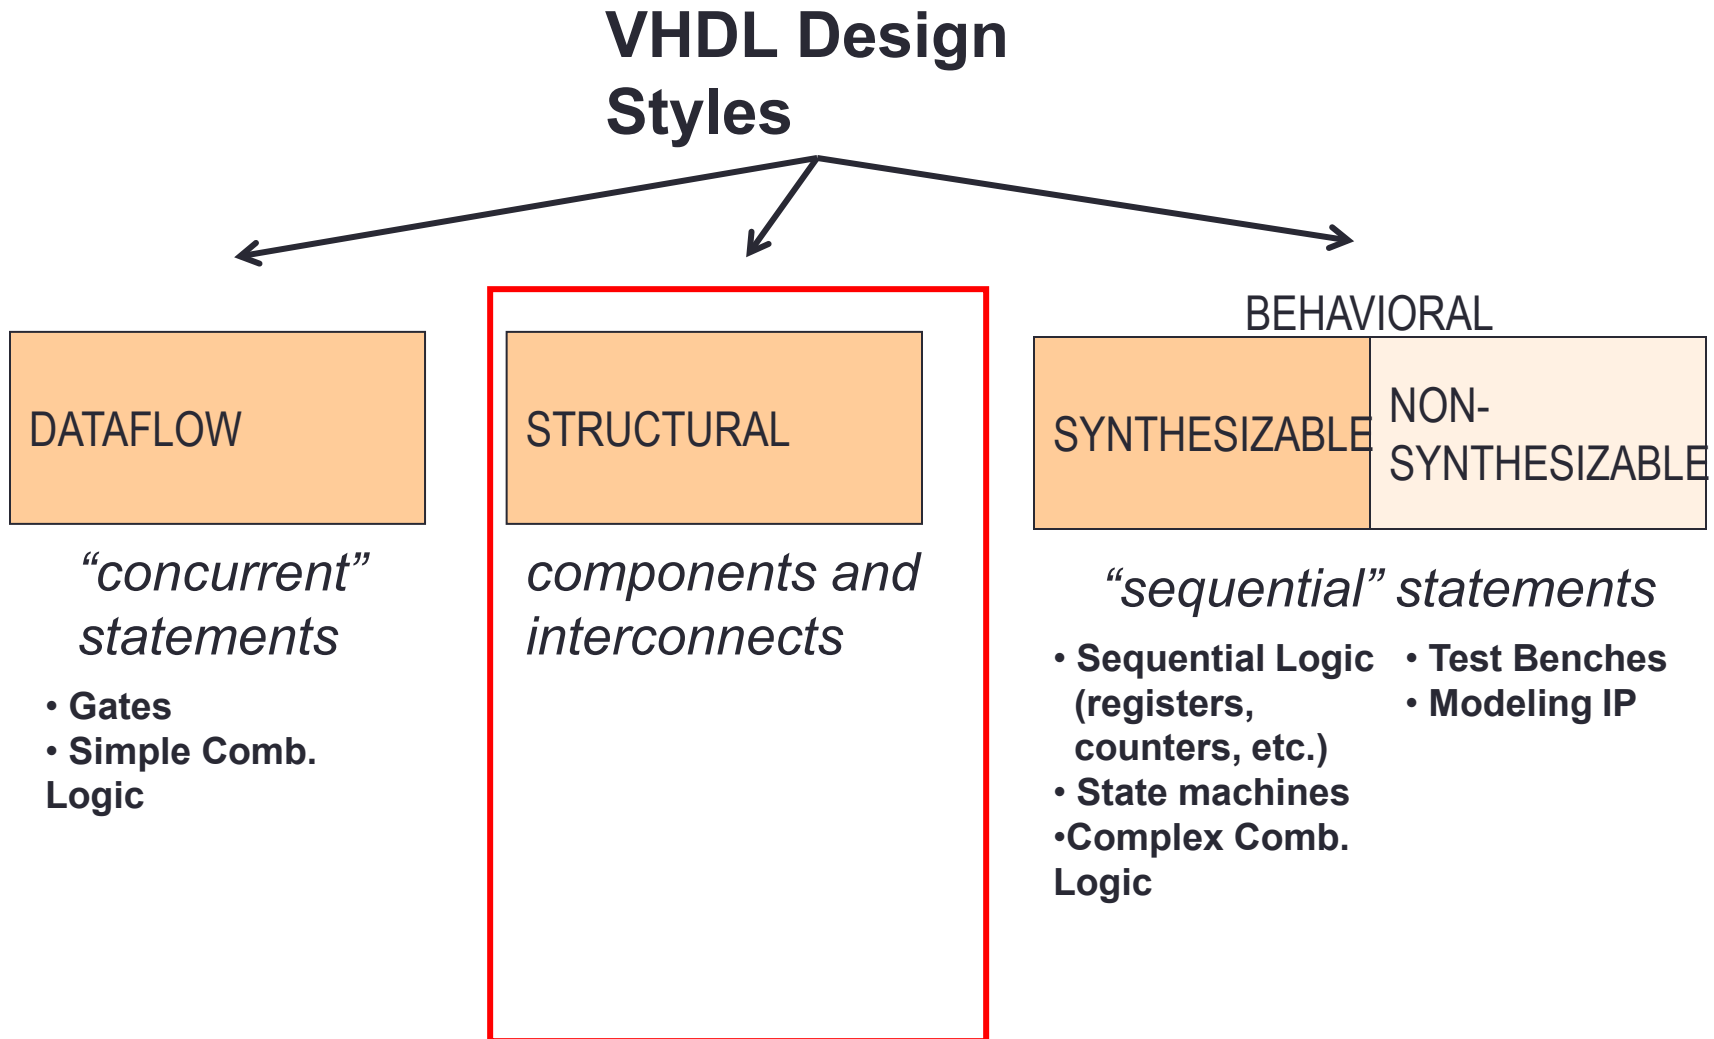 VHDL Design
Styles
DATAFLOW
“concurrent”
statements
• Gates
• Simple Comb.
Logic
STRUCTURAL
components and
interconnects
BEHAVIORAL
SYNTHESIZABLE
NON-
SYNTHESIZABLE
“sequential” statements
• Sequential Logic
(registers,
counters, etc.)
• State machines
•Complex Comb.
Logic
• Test Benches
• Modeling IP